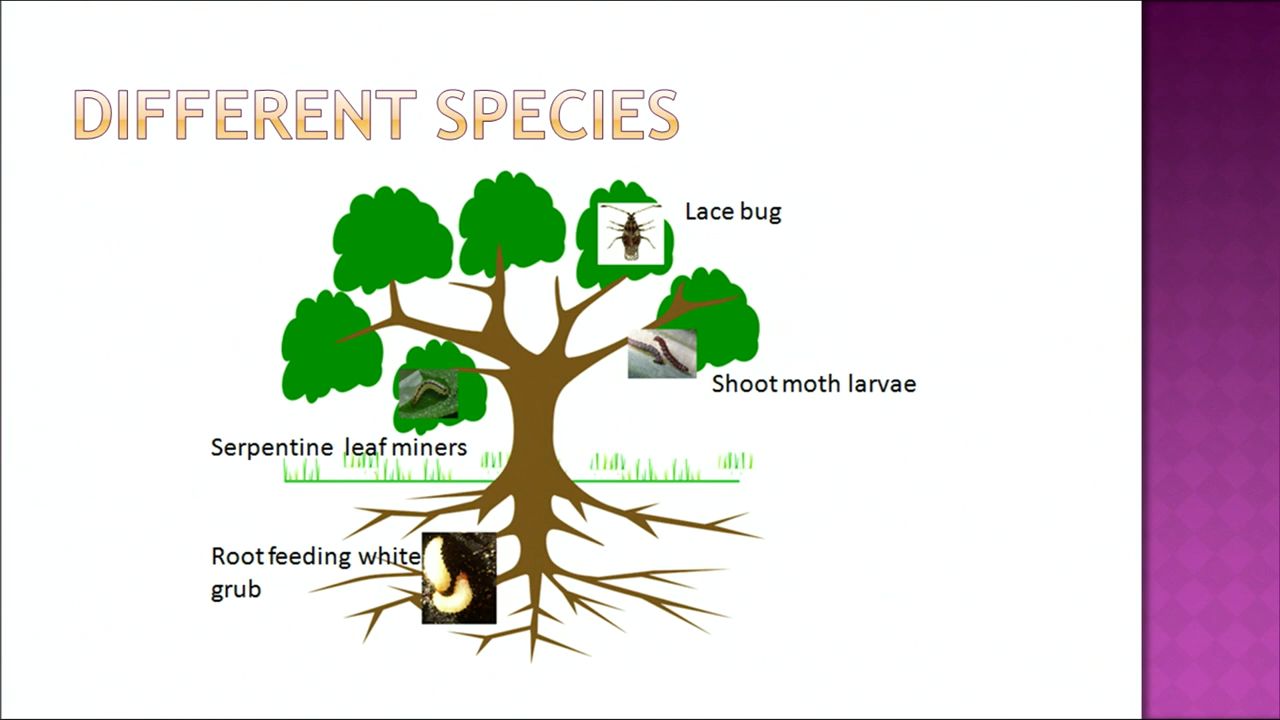 DIFFERENT SPECIES
Lace bug
Shoot moth larvae
Serpentine leaf miners
Root feeding white
grub